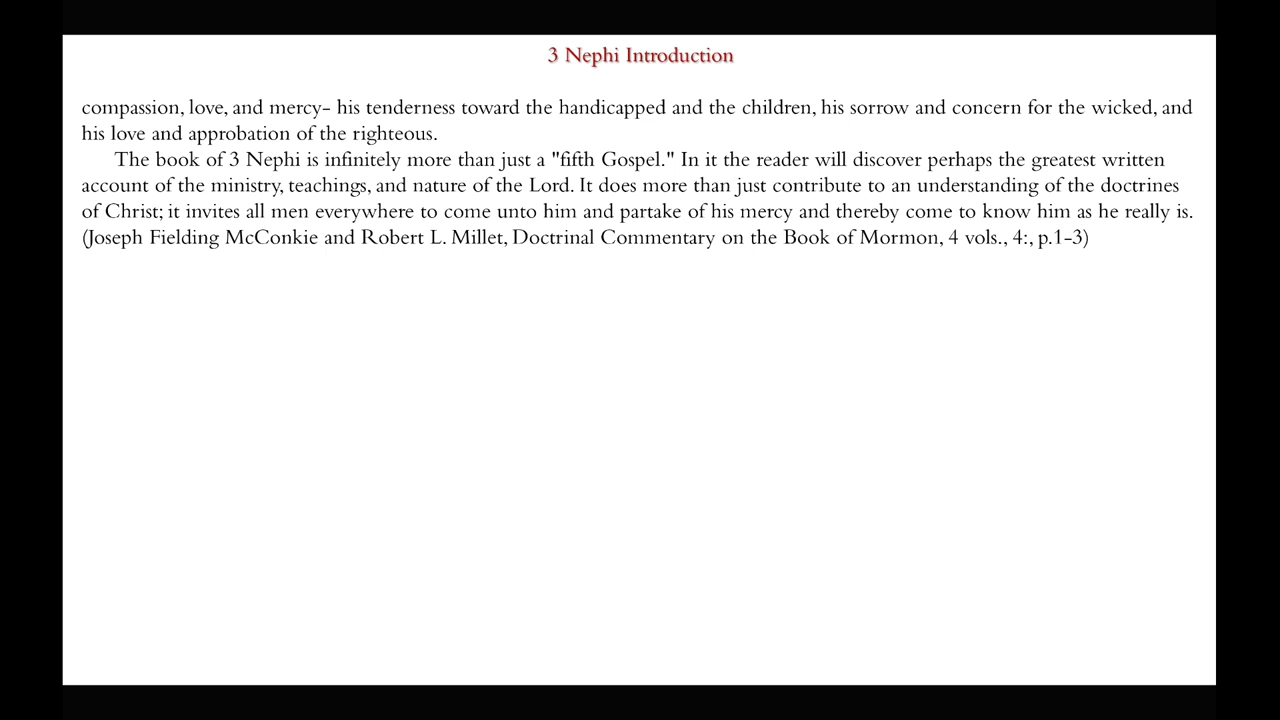 3 Nephi Introduction
compassion, love, and mercy- his tenderness toward the handicapped and the children, his sorrow and concern for the wicked, and
his love and approbation of the righteous.
The book of 3 Nephi is infinitely more than just a "fifth Gospel." In it the reader will discover perhaps the greatest written
account of the ministry, teachings, and nature of the Lord. It does more than just contribute to an understanding of the doctrines
of Christ; it invites all men everywhere to come unto him and partake of his mercy and thereby come to know him as he really is.
(Joseph Fielding McConkie and Robert L. Millet, Doctrinal Commentary on the Book of Mormon, 4 vols., 4:, p.1-3)